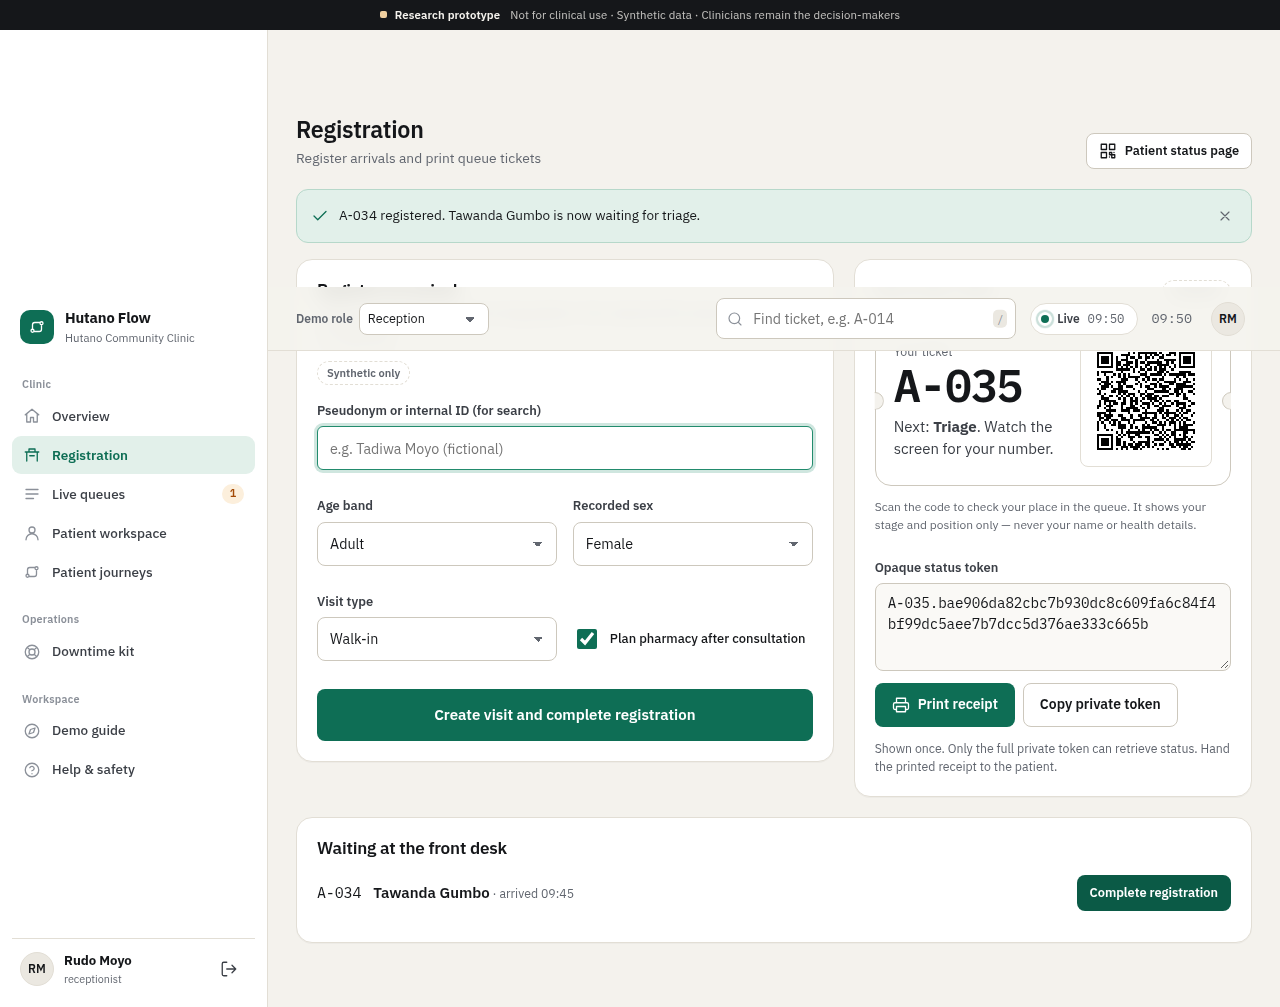 Research prototype Not for clinical use · Synthetic data · Clinicians remain the decision-makers
Registration
Register arrivals and print queue tickets
Patient status page
A-034 registered. Tawanda Gumbo is now waiting for triage.
Hutano Flow
Hutano Community Clinic
Clinic
Overview
Registration
Live queues 1
Patient workspace
Patient journeys
Operations
Downtime kit
Workspace
Demo guide
Help & safety
RM
Rudo Moyo
receptionist
Demo role
Reception
Find ticket, e.g. A-014 /
Live 09:50
09:50
RM
Synthetic only
Pseudonym or internal ID (for search)
e.g. Tadiwa Moyo (fictional)
Age band
Adult
Recorded sex
Female
Visit type
Walk-in
Plan pharmacy after consultation
Create visit and complete registration
Your ticket
A-035
Next: Triage. Watch the
screen for your number.
Scan the code to check your place in the queue. It shows your
stage and position only — never your name or health details.
Opaque status token
A-035.bae906da82cbc7b930dc8c609fa6c84f4
bf99dc5aee7b7dcc5d376ae333c665b
Print receipt
Copy private token
Shown once. Only the full private token can retrieve status. Hand
the printed receipt to the patient.
Waiting at the front desk
A-034 Tawanda Gumbo · arrived 09:45
Complete registration